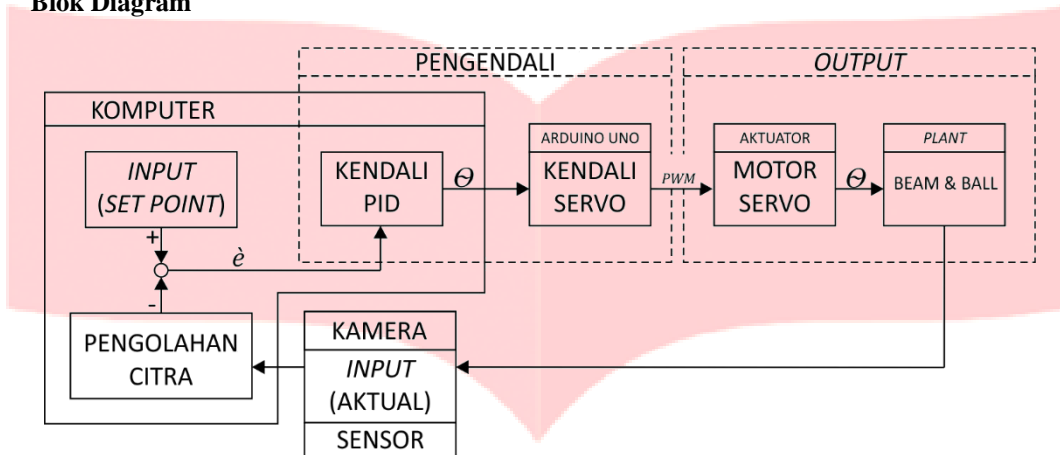 Blok Diagram
PENGENDALI
OUTPUT
KOMPUTER
INPUT
(SET POINT)
KENDALI
PID
Θ
ARDUINO UNO
KENDALI
SERVO
PWM
AKTUATOR
MOTOR
SERVO
Θ
PLANT
BEAM & BALL
+
è
-
PENGOLAHAN
CITRA
KAMERA
INPUT
(AKTUAL)
SENSOR